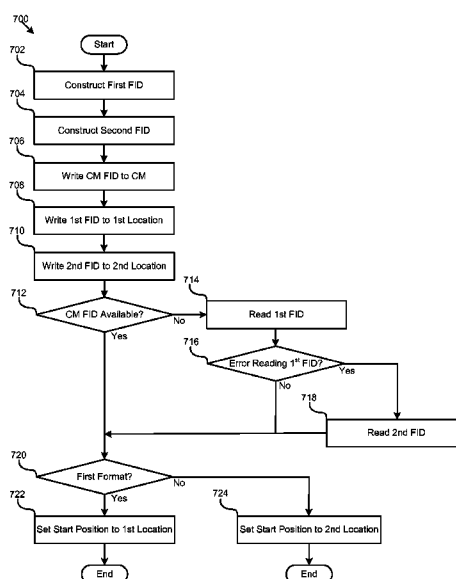 700
Start
702
Construct First FID
704
Construct Second FID
706
Write CM FID to CM
708
Write 1st FID to 1st Location
710
Write 2nd FID to 2nd Location
712
CM FID Available?
No
Yes
714
Read 1st FID
716
Error Reading 1st FID?
Yes
No
718
Read 2nd FID
720
First Format?
No
Yes
722
Set Start Position to 1st Location
724
Set Start Position to 2nd Location
End
End